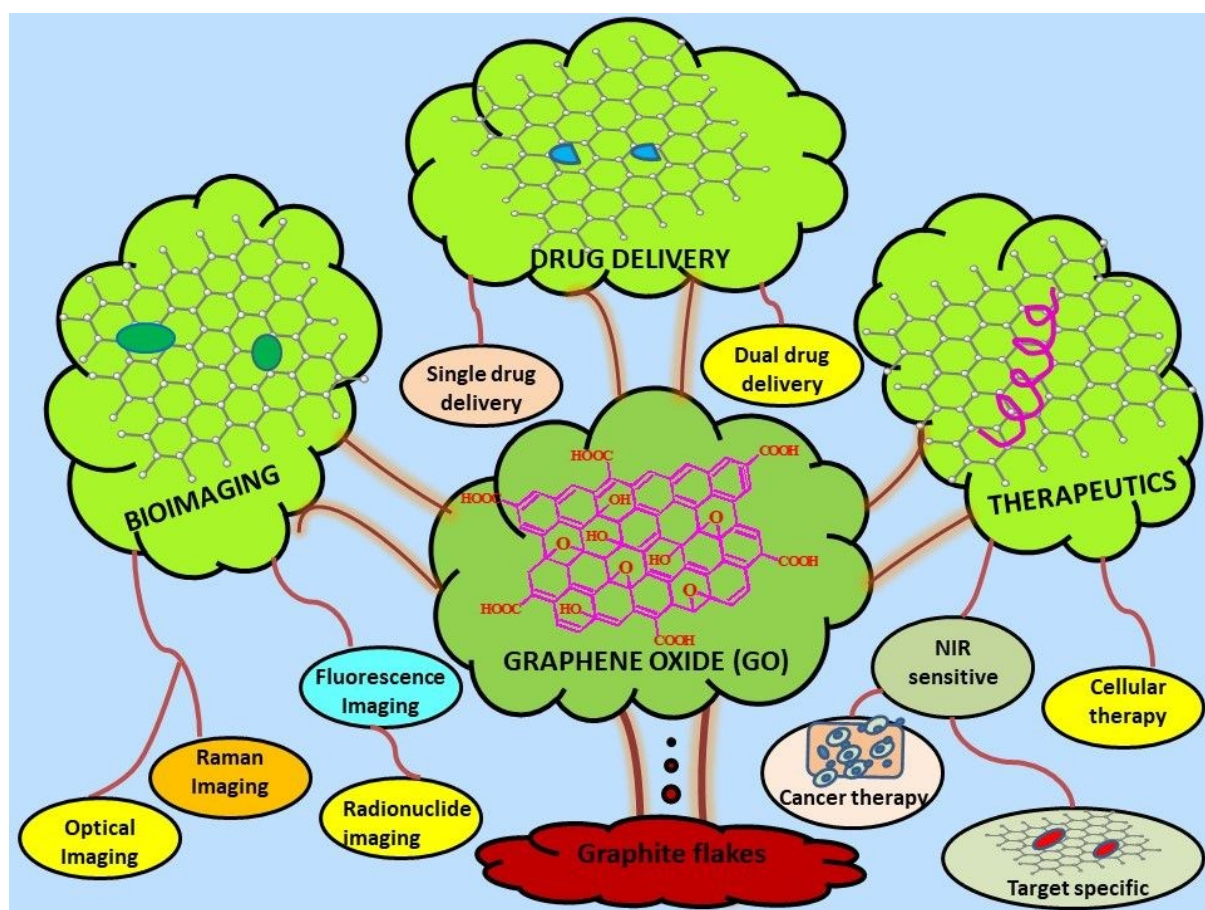 DRUG DELIVERY
Single drug
delivery
Dual drug
delivery
BIOIMAGING
THERAPEUTICS
HOOC
COOH
HOOC
OH
O
HO
O
HO
O
COOH
O
O
HOOC
HO
COOH
GRAPHENE OXIDE (GO)
Fluorescence
Imaging
Raman
Imaging
Optical
Imaging
Radionuclide
imaging
NIR
sensitive
Cellular
therapy
Cancer therapy
Target specific
Graphite flakes